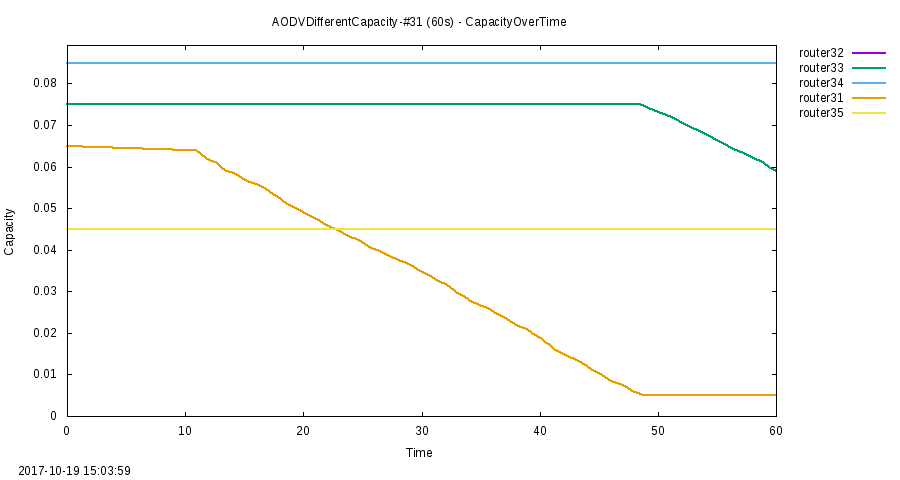 AODVDifferentCapacity-#31 (60s) - CapacityOverTime
router32
router33
router34
router31
router35
0.08
0.07
0.06
0.05
0.04
0.03
0.02
0.01
0
Capacity
0 10 20 30 40 50 60
Time
2017-10-19 15:03:59